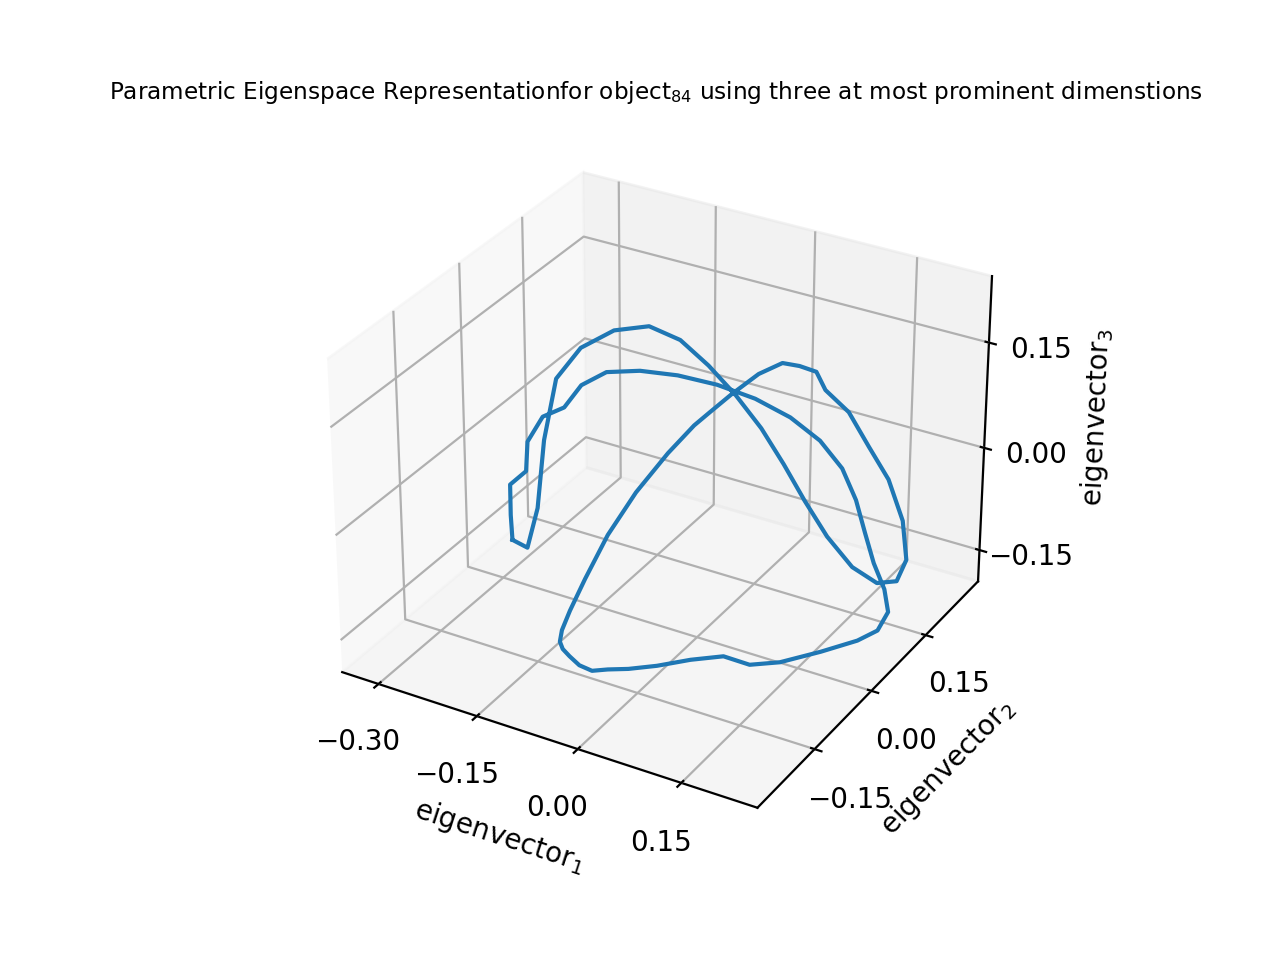 Parametric Eigenspace Representationfor object₈₄ using three at most prominent dimenstions
0.15
0.00
−0.15
eigenvector₃
0.15
0.00
−0.15
eigenvector₂
−0.30
−0.15
0.00
0.15
eigenvector₁